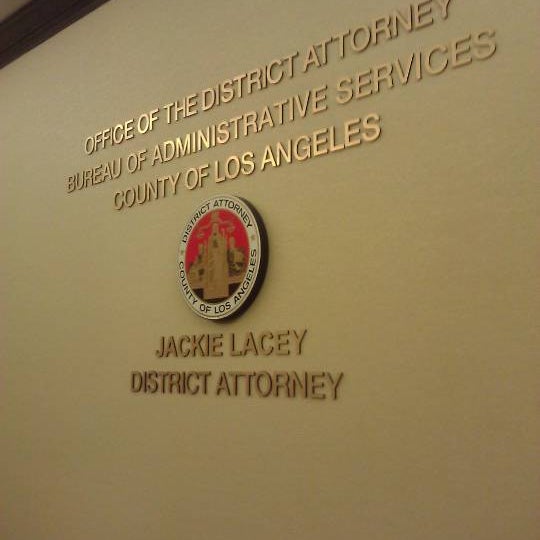 OFFICE OF THE DISTRICT ATTORNEY
BUREAU OF ADMINISTRATIVE SERVICES
COUNTY OF LOS ANGELES
DISTRICT ATTORNEY
COUNTY OF LOS ANGELES
JACKIE LACEY
DISTRICT ATTORNEY